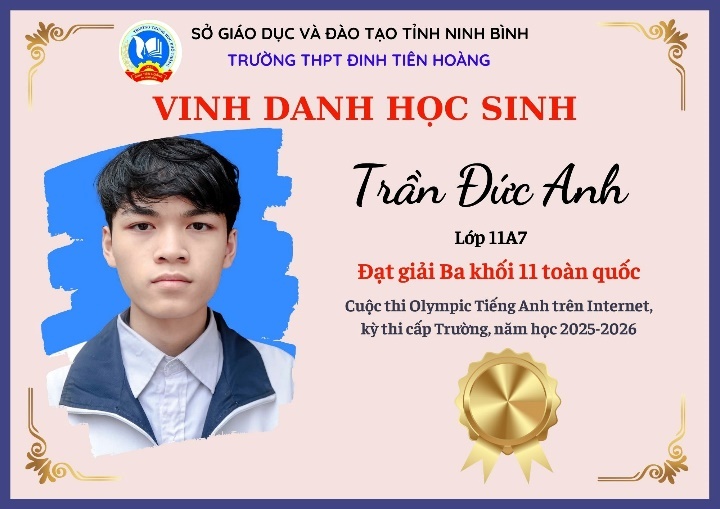 SỞ GIÁO DỤC VÀ ĐÀO TẠO TỈNH NINH BÌNH
TRƯỜNG THPT ĐINH TIÊN HOÀNG
VINH DANH HỌC SINH
Trần Đức Anh
Lớp 11A7
Đạt giải Ba khối 11 toàn quốc
Cuộc thi Olympic Tiếng Anh trên Internet,
kỳ thi cấp Trường, năm học 2025-2026